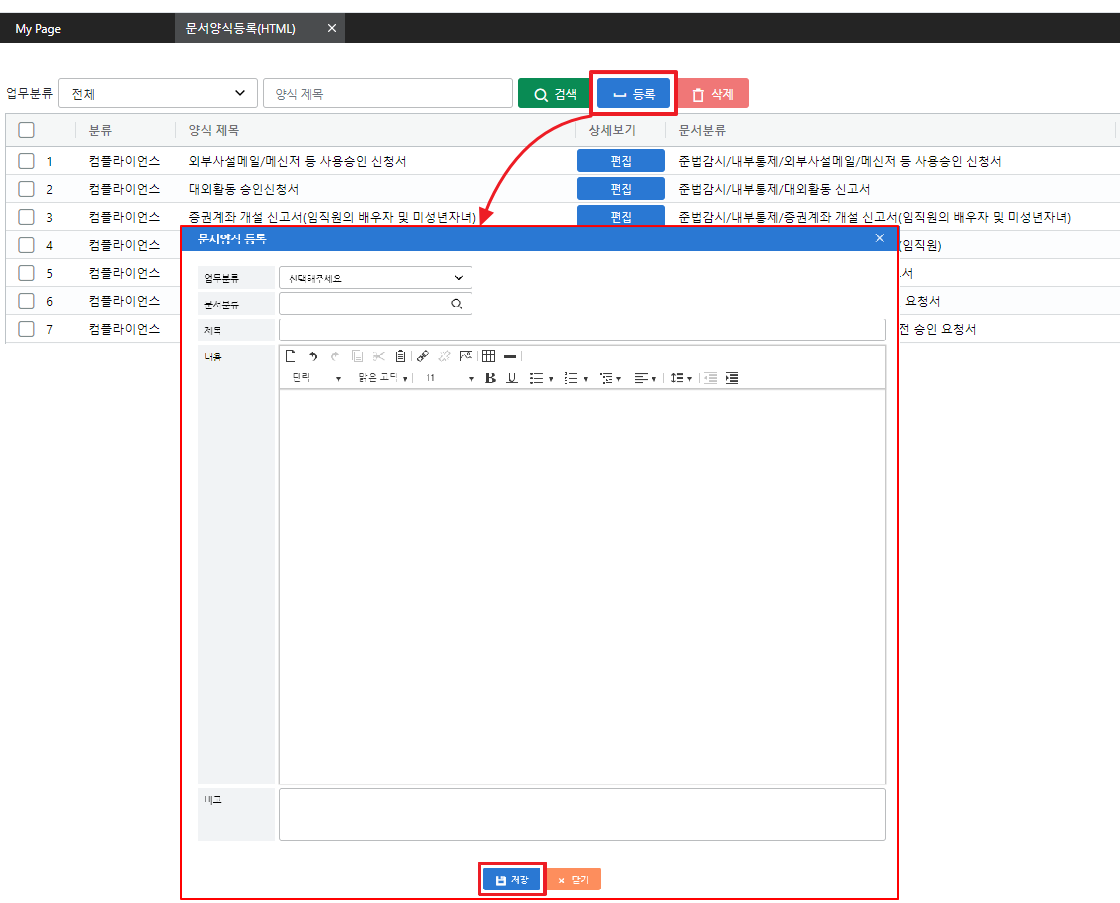 My Page 문서양식등록(HTML)
업무분류 전체 양식 제목 검색 등록 삭제
분류 양식 제목 상세보기 문서분류
1 컴플라이언스 외부사설메일/메신저 등 사용승인 신청서 편집 준법감시/내부통제/외부사설메일/메신저 등 사용승인 신청서
2 컴플라이언스 대외활동 승인신청서 편집 준법감시/내부통제/대외활동 신고서
3 컴플라이언스 증권계좌 개설 신고서(임직원의 배우자 및 미성년자녀) 편집 준법감시/내부통제/증권계좌 개설 신고서(임직원의 배우자 및 미성년자녀)
4 컴플라이언스 (임직원)
5 컴플라이언스 서
6 컴플라이언스 요청서
7 컴플라이언스 전 승인 요청서
문서양식 등록
업무분류 선택해주세요
문서분류
제목
내용
단락 맑은 고딕 11 B U
비고
저장 닫기